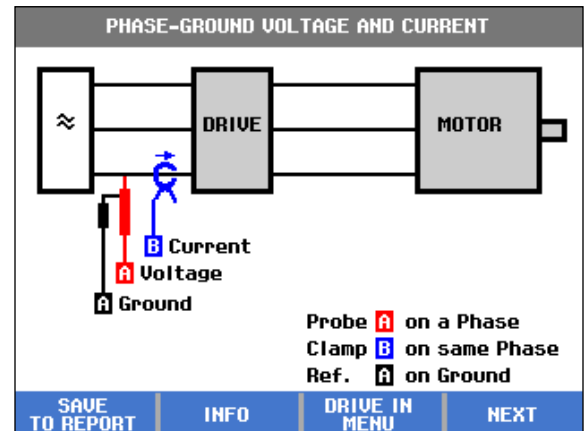 PHASE-GROUND VOLTAGE AND CURRENT
≈
DRIVE
MOTOR
B Current
A Voltage
A Ground
Probe A on a Phase
Clamp B on same Phase
Ref. A on Ground
SAVE TO REPORT
INFO
DRIVE IN MENU
NEXT